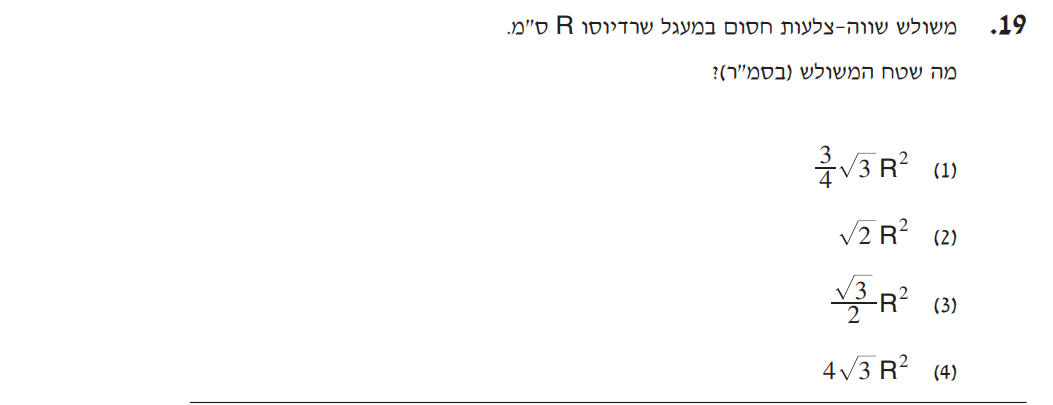 19. משולש שווה-צלעות חסום במעגל שרדיוסו R ס"מ.
מה שטח המשולש (בסמ"ר)?
(1) $\frac{3}{4}\sqrt{3}\,R^2$
(2) $\sqrt{2}\,R^2$
(3) $\frac{\sqrt{3}}{2}R^2$
(4) $4\sqrt{3}\,R^2$